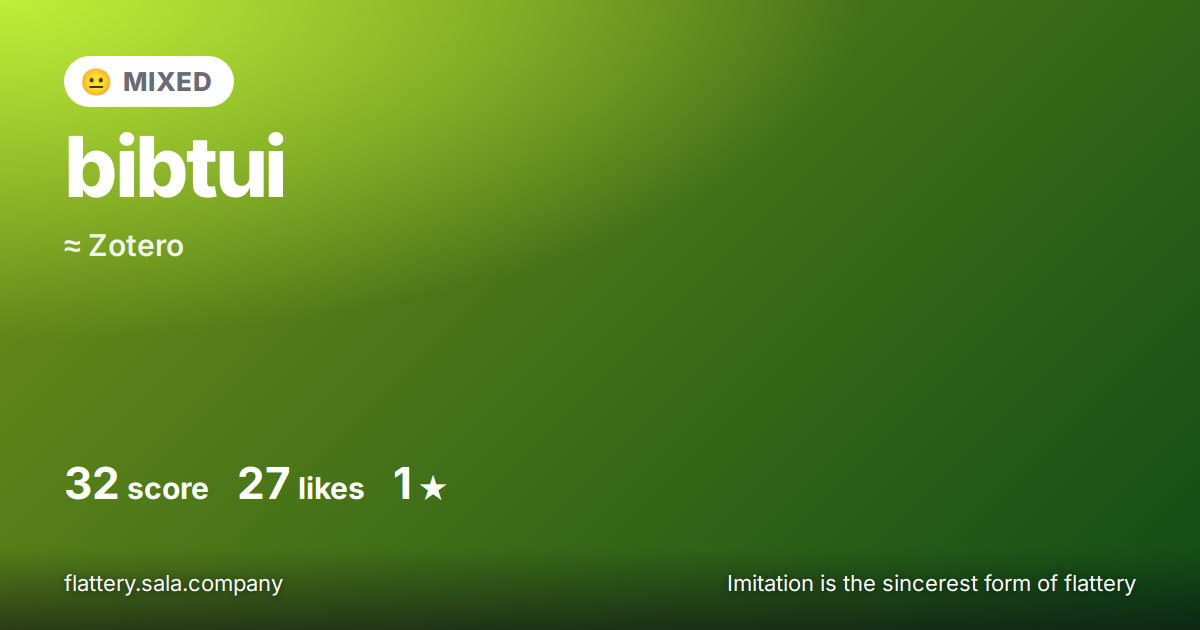 😐 MIXED
bibtui
≈ Zotero
32 score 27 likes 1 ★
flattery.sala.company
Imitation is the sincerest form of flattery